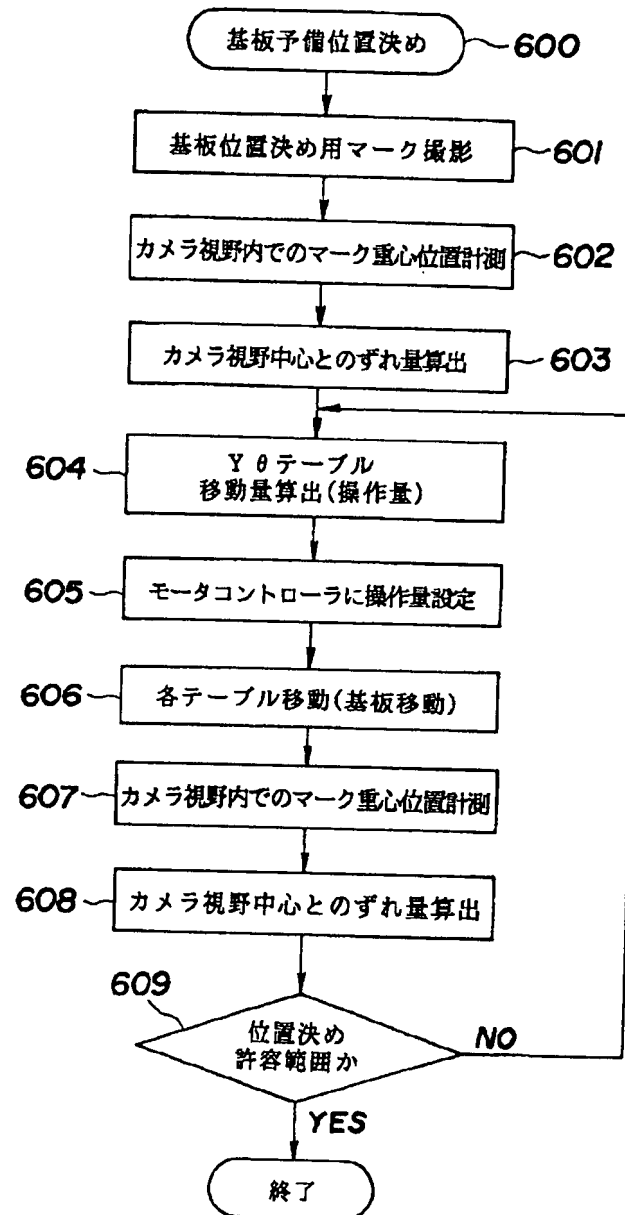 基板予備位置決め 600
基板位置決め用マーク撮影 601
カメラ視野内でのマーク重心位置計測 602
カメラ視野中心とのずれ量算出 603
604 Y θテーブル
移動量算出(操作量)
605 モータコントローラに操作量設定
606 各テーブル移動(基板移動)
607 カメラ視野内でのマーク重心位置計測
608 カメラ視野中心とのずれ量算出
609
位置決め
許容範囲か
NO
YES
終了